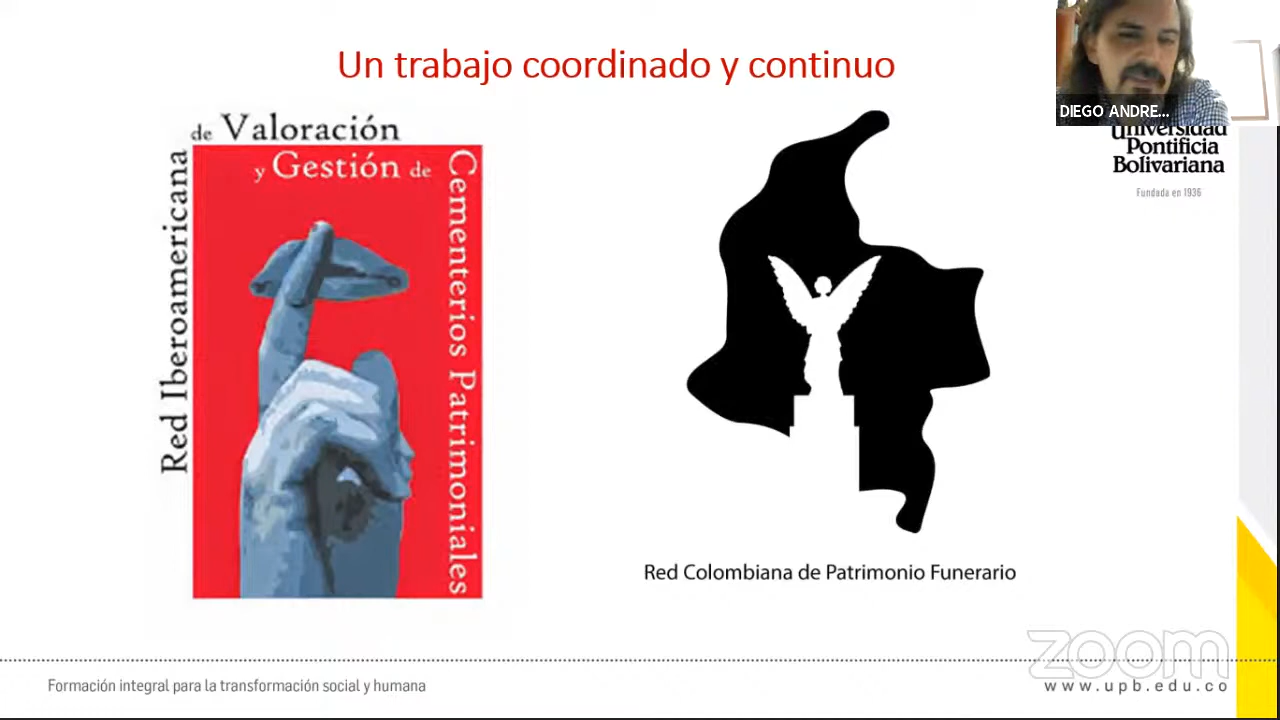 Un trabajo coordinado y continuo
DIEGO ANDRE...
Universidad
Pontificia
Bolivariana
Fundada en 1936
Red Iberoamericana
de Valoración
y Gestión de
Cementerios Patrimoniales
Red Colombiana de Patrimonio Funerario
zoom
Formación integral para la transformación social y humana
www.upb.edu.co